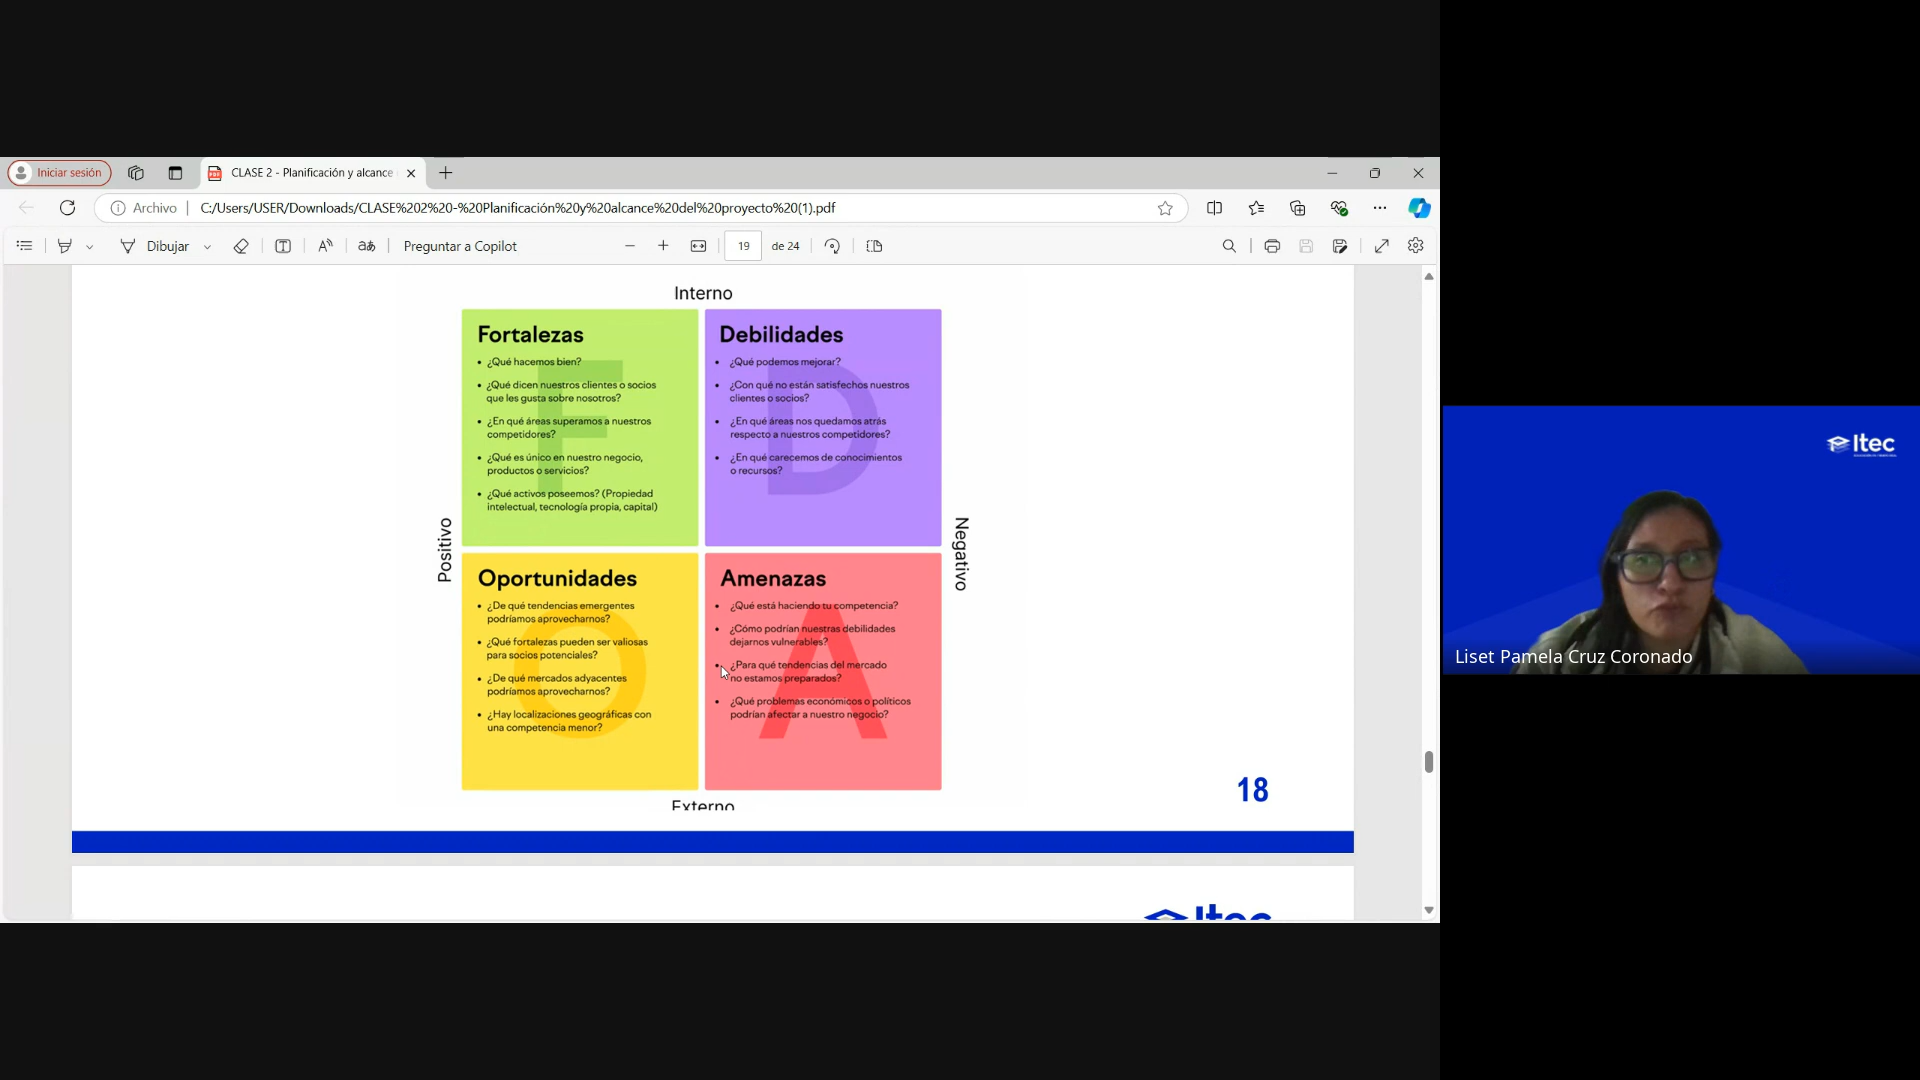 Iniciar sesión
CLASE 2 - Planificación y alcance
Archivo
C:/Users/USER/Downloads/CLASE%202%20-%20Planificación%20y%20alcance%20del%20proyecto%20(1).pdf
Dibujar
Preguntar a Copilot
19
de 24
Interno
Fortalezas
• ¿Qué hacemos bien?
• ¿Qué dicen nuestros clientes o socios
que les gusta sobre nosotros?
• ¿En qué áreas superamos a nuestros
competidores?
• ¿Qué es único en nuestro negocio,
productos o servicios?
• ¿Qué activos poseemos? (Propiedad
intelectual, tecnología propia, capital)
F
Debilidades
• ¿Qué podemos mejorar?
• ¿Con qué no están satisfechos nuestros
clientes o socios?
• ¿En qué áreas nos quedamos atrás
respecto a nuestros competidores?
• ¿En qué carecemos de conocimientos
o recursos?
D
Positivo
Negativo
Oportunidades
• ¿De qué tendencias emergentes
podríamos aprovecharnos?
• ¿Qué fortalezas pueden ser valiosas
para socios potenciales?
• ¿De qué mercados adyacentes
podríamos aprovecharnos?
• ¿Hay localizaciones geográficas con
una competencia menor?
O
Amenazas
• ¿Qué está haciendo tu competencia?
• ¿Cómo podrían nuestras debilidades
dejarnos vulnerables?
• ¿Para qué tendencias del mercado
no estamos preparados?
• ¿Qué problemas económicos o políticos
podrían afectar a nuestro negocio?
A
Externo
18
Itec
Itec
Liset Pamela Cruz Coronado